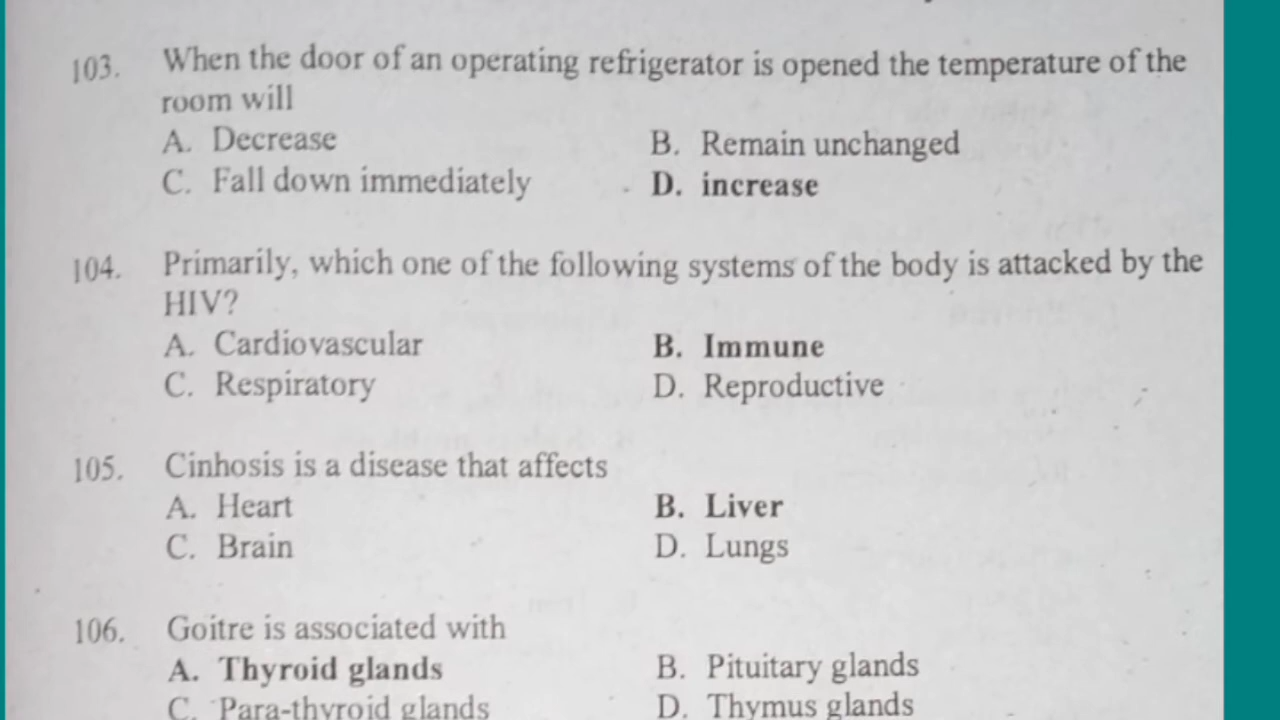 103. When the door of an operating refrigerator is opened the temperature of the
room will
A. Decrease B. Remain unchanged
C. Fall down immediately D. increase
104. Primarily, which one of the following systems of the body is attacked by the
HIV?
A. Cardiovascular B. Immune
C. Respiratory D. Reproductive
105. Cinhosis is a disease that affects
A. Heart B. Liver
C. Brain D. Lungs
106. Goitre is associated with
A. Thyroid glands B. Pituitary glands
C. Para-thyroid glands D. Thymus glands